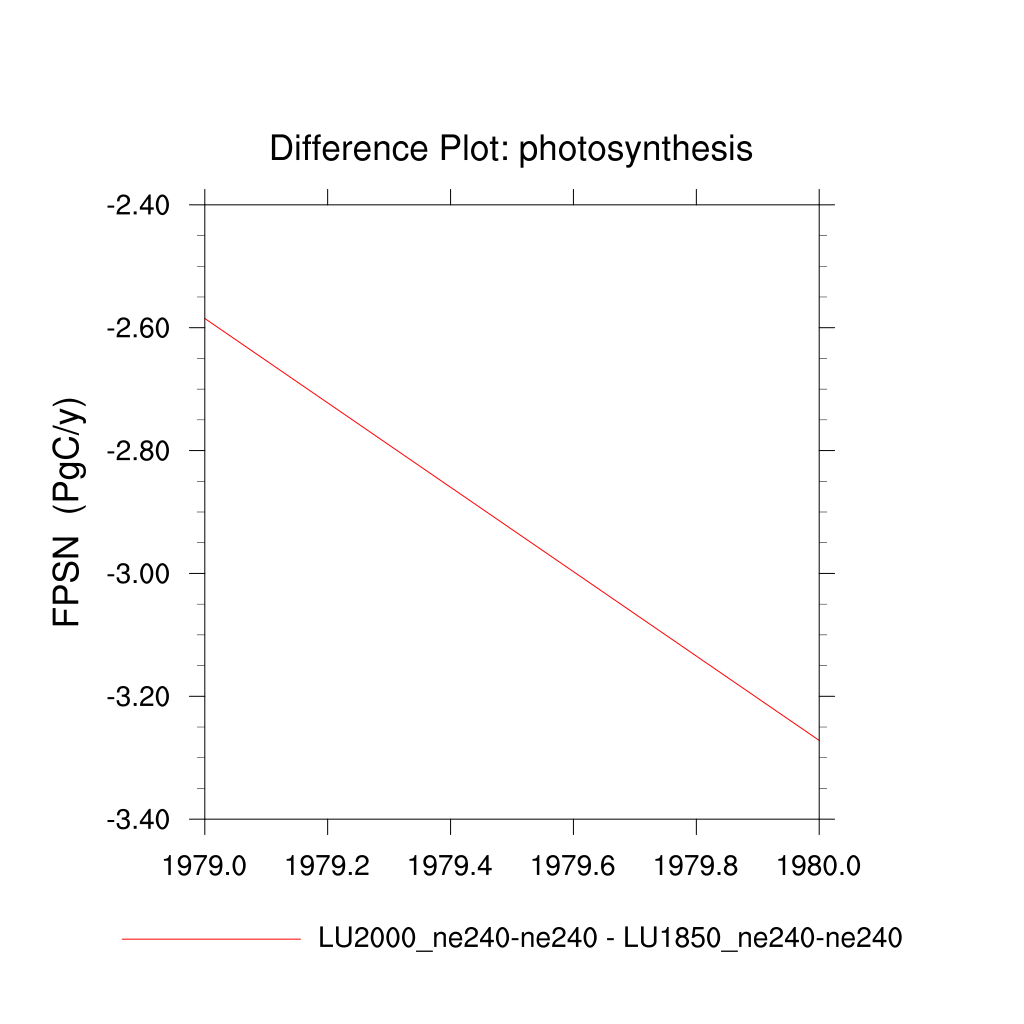 Difference Plot: photosynthesis
FPSN (PgC/y)
-2.40
-2.60
-2.80
-3.00
-3.20
-3.40
1979.0 1979.2 1979.4 1979.6 1979.8 1980.0
LU2000_ne240-ne240 - LU1850_ne240-ne240